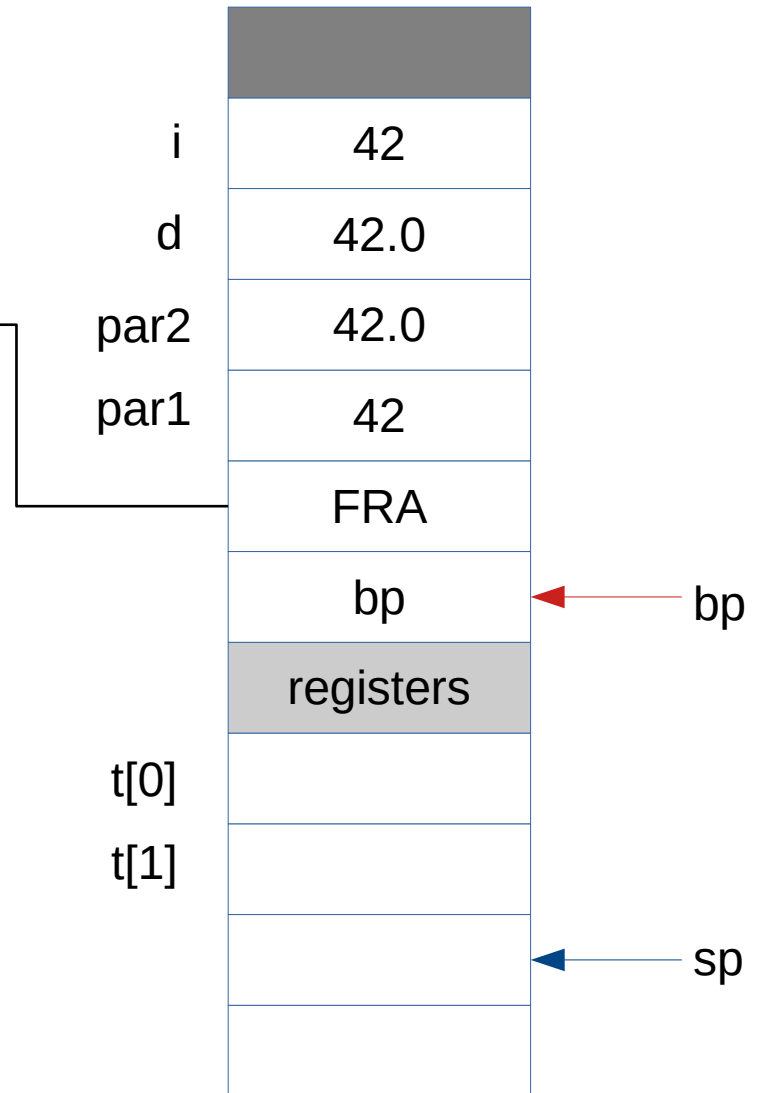 i 42
d 42.0
par2 42.0
par1 42
FRA
bp bp
registers
t[0]
t[1]
sp